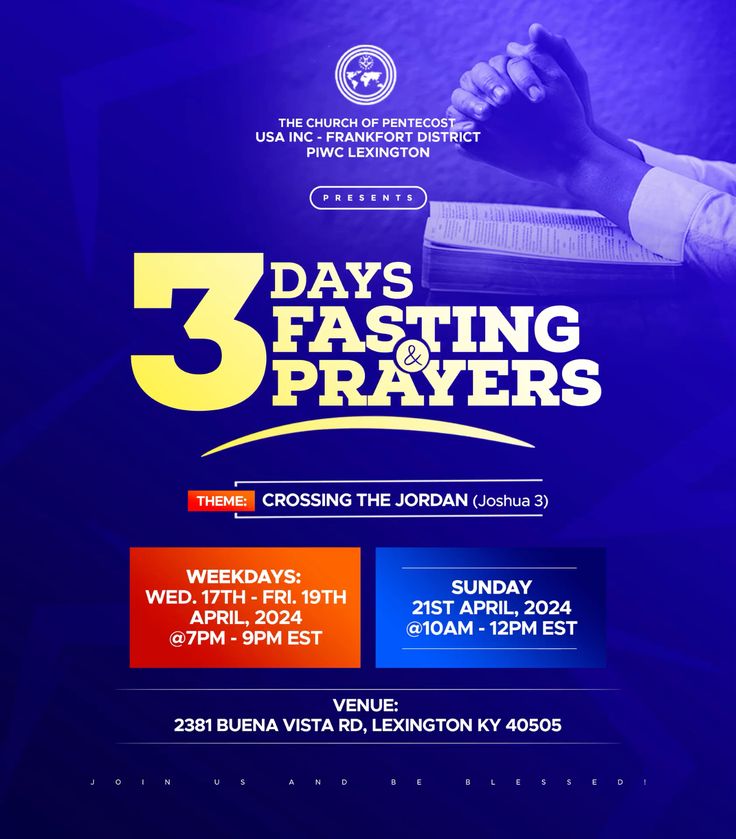 THE CHURCH OF PENTECOST
USA INC - FRANKFORT DISTRICT
PIWC LEXINGTON
PRESENTS
3 DAYS
FASTING
&
PRAYERS
THEME: CROSSING THE JORDAN (Joshua 3)
WEEKDAYS:
WED. 17TH - FRI. 19TH
APRIL, 2024
@7PM - 9PM EST
SUNDAY
21ST APRIL, 2024
@10AM - 12PM EST
VENUE:
2381 BUENA VISTA RD, LEXINGTON KY 40505
JOIN US AND BE BLESSED!